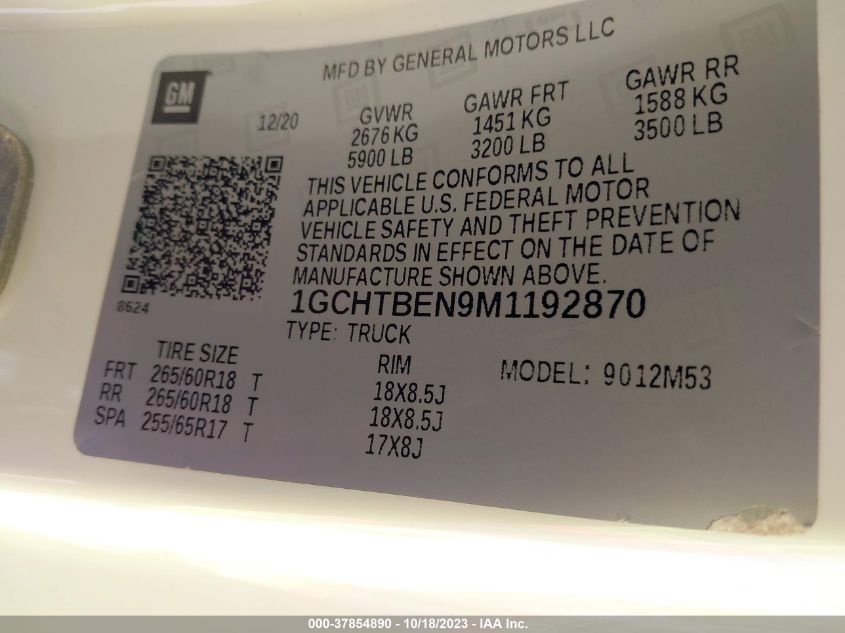 GM
MFD BY GENERAL MOTORS LLC
12/20
GVWR
2676 KG
5900 LB
GAWR FRT
1451 KG
3200 LB
GAWR RR
1588 KG
3500 LB
THIS VEHICLE CONFORMS TO ALL
APPLICABLE U.S. FEDERAL MOTOR
VEHICLE SAFETY AND THEFT PREVENTION
STANDARDS IN EFFECT ON THE DATE OF
MANUFACTURE SHOWN ABOVE.
8624
1GCHTBEN9M1192870
TYPE: TRUCK
TIRE SIZE RIM MODEL: 9012M53
FRT 265/60R18 T 18X8.5J
RR 265/60R18 T 18X8.5J
SPA 255/65R17 T 17X8J
000-37854890 - 10/18/2023 - IAA Inc.